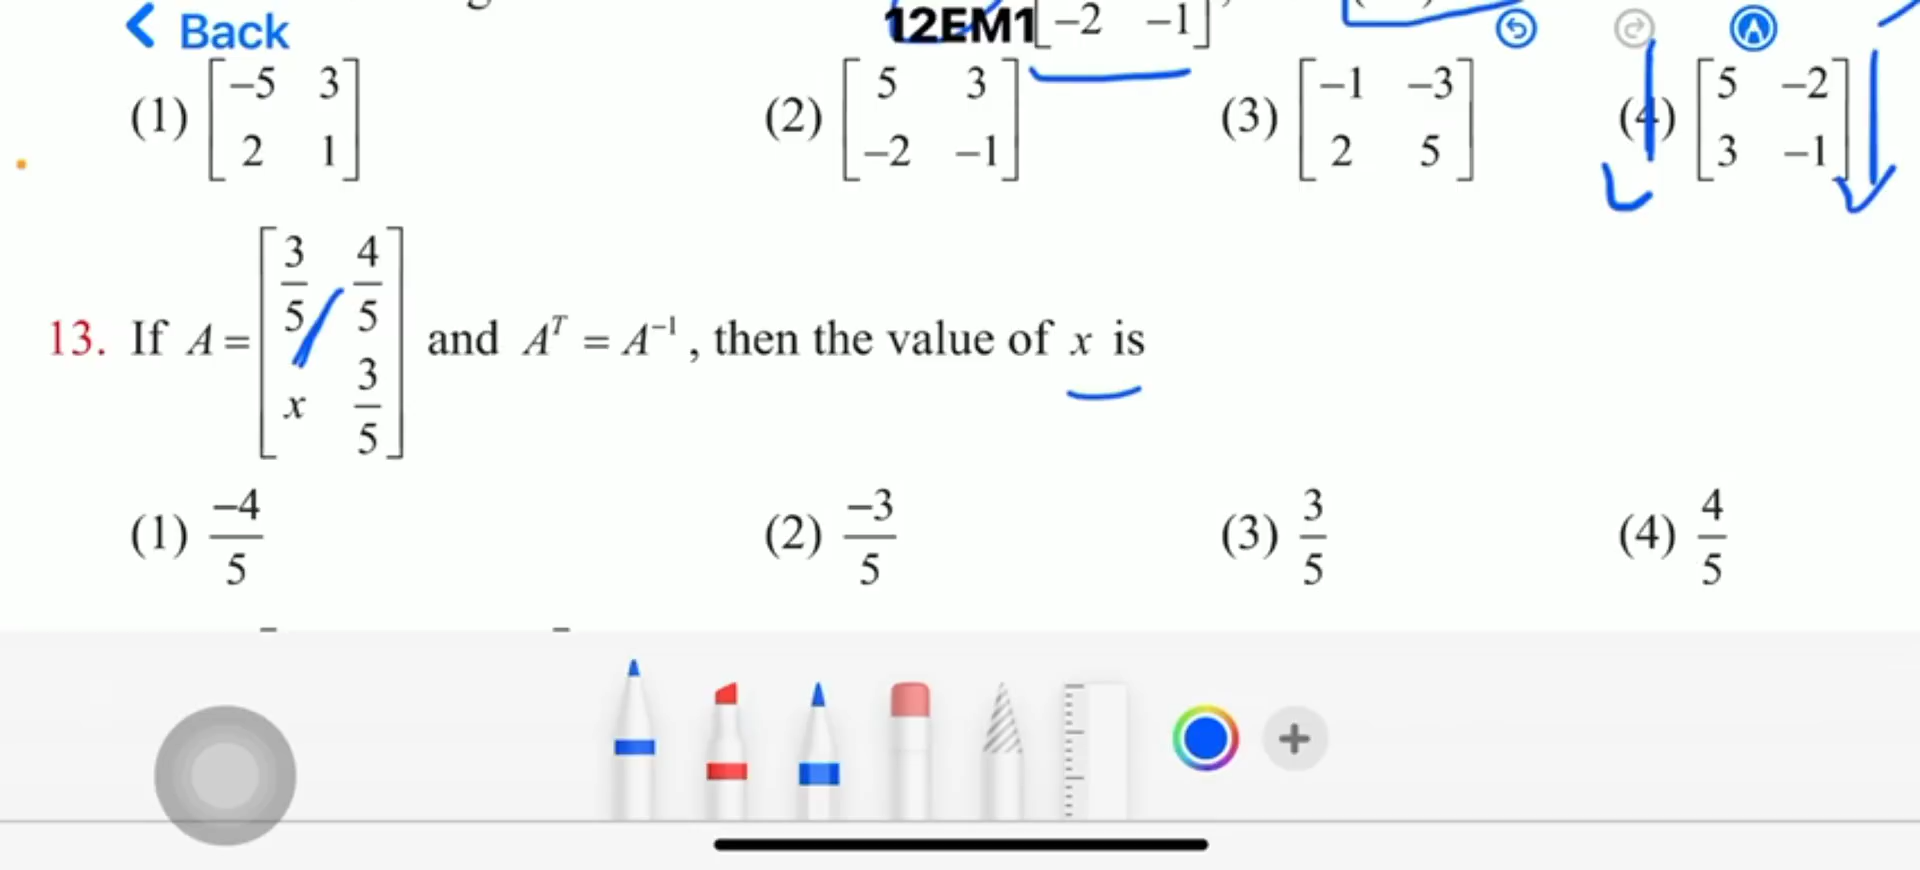 Back
12EM1 [−2 −1]
(1) [−5 3 (2) [5 3 (3) [−1 −3 (4) [5 −2
2 1] −2 −1] 2 5] 3 −1]
13. If A = [3/5 4/5
x 3/5] and Aᵀ = A⁻¹, then the value of x is
(1) −4/5 (2) −3/5 (3) 3/5 (4) 4/5